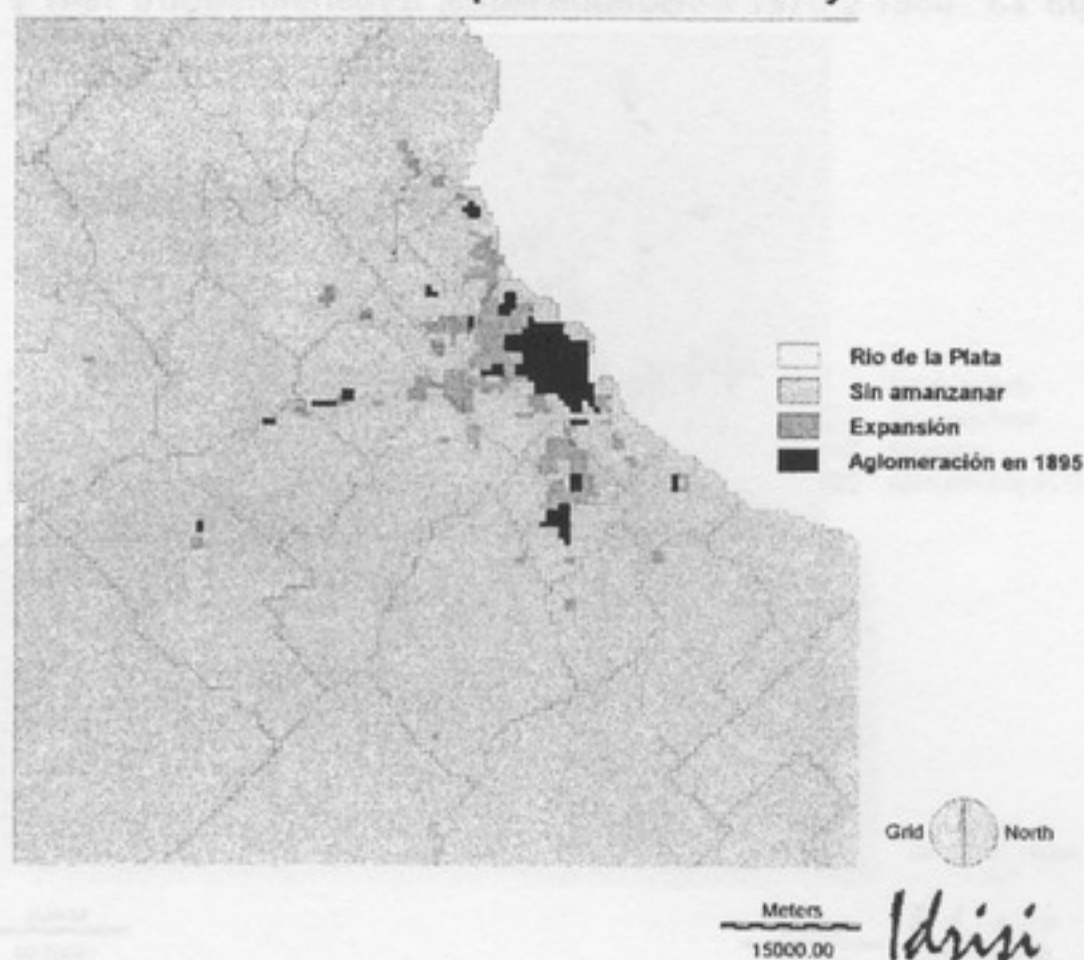 Rio de la Plata
Sin amanzanar
Expansión
Aglomeración en 1895
Grid North
Meters
15000.00
Idrisi